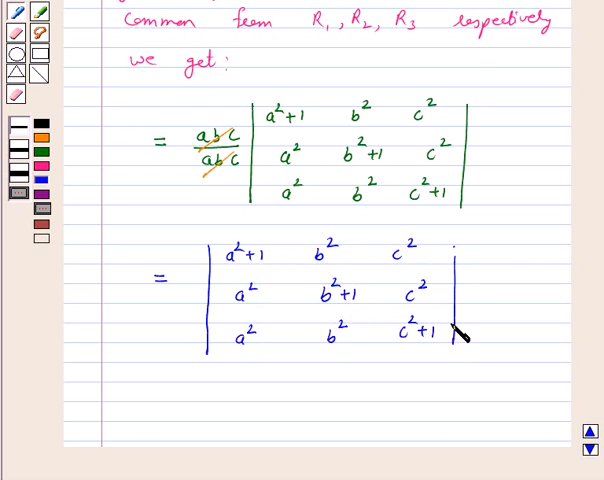 common from R₁, R₂, R₃ respectively
we get:
= abc/abc | a²+1 b² c² |
| a² b²+1 c² |
| a² b² c²+1 |
= | a²+1 b² c² |
| a² b²+1 c² |
| a² b² c²+1 |